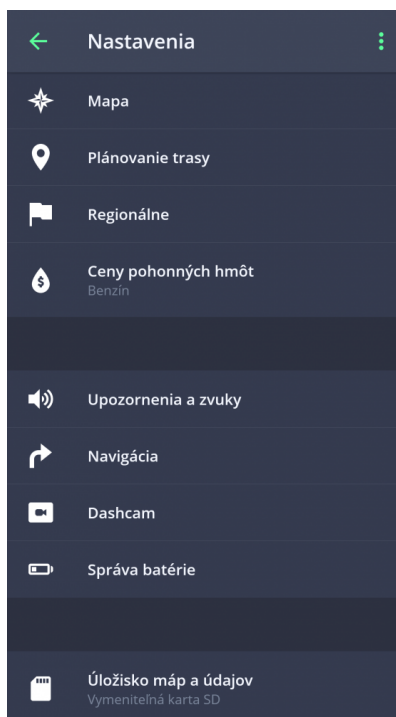 Nastavenia
Mapa
Plánovanie trasy
Regionálne
Ceny pohonných hmôt
Benzín
Upozornenia a zvuky
Navigácia
Dashcam
Správa batérie
Úložisko máp a údajov
Vymeniteľná karta SD